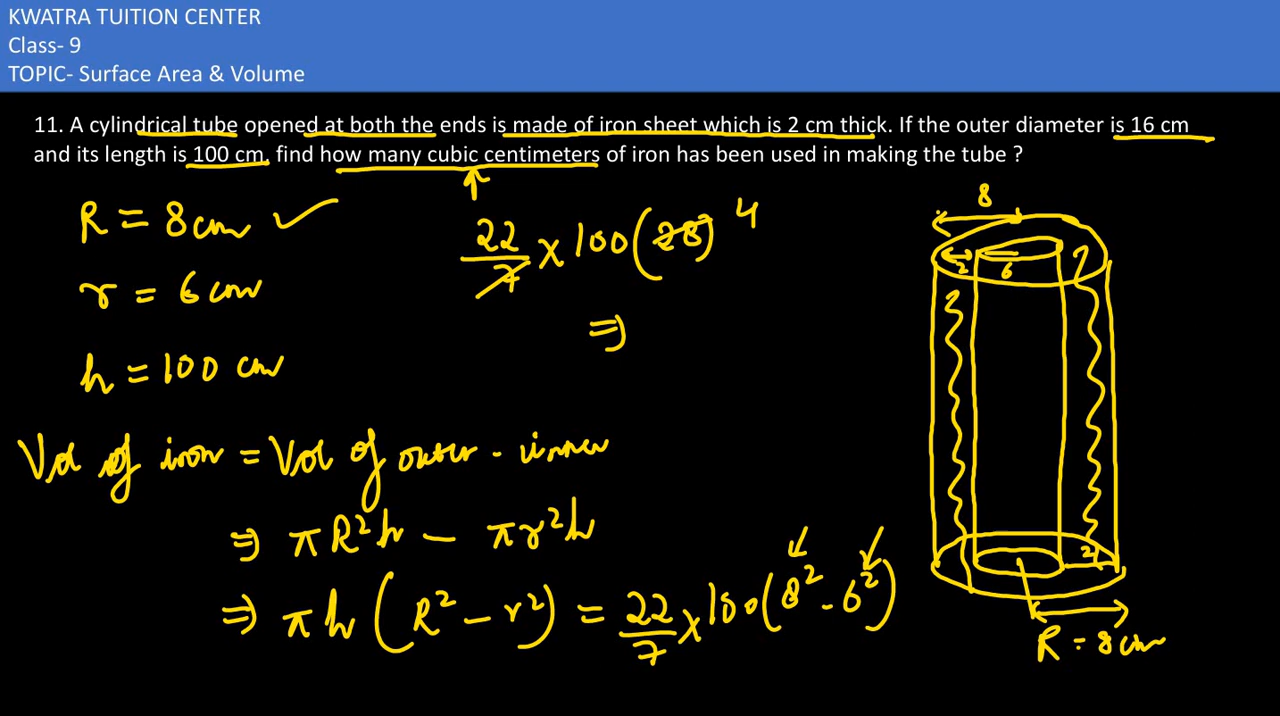 KWATRA TUITION CENTER
Class- 9
TOPIC- Surface Area & Volume
11. A cylindrical tube opened at both the ends is made of iron sheet which is 2 cm thick. If the outer diameter is 16 cm
and its length is 100 cm, find how many cubic centimeters of iron has been used in making the tube ?
R = 8cm ✓
r = 6cm
h = 100 cm
22/7 × 100 (28) 4
⇒
Vol of iron = Vol of outer - inner
⇒ πR²h – πr²h
⇒ πh (R² – r²) = 22/7 × 100 (8² - 6²)
8
2
6
2
R = 8cm